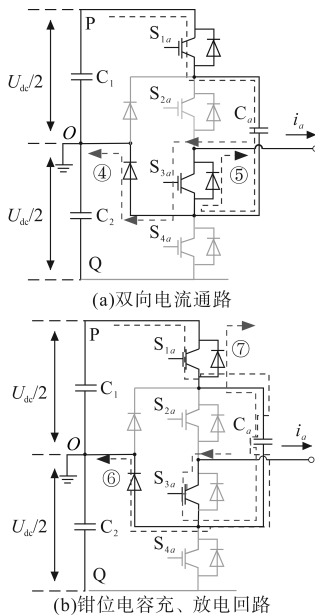 P
S1a
Udc/2
C1
S2a
Ca
ia
O
S3a
④
⑤
Udc/2
C2
S4a
Q
(a)双向电流通路
P
⑦
S1a
Udc/2
C1
S2a
Ca
ia
O
⑥
S3a
Udc/2
C2
S4a
Q
(b)钳位电容充、放电回路